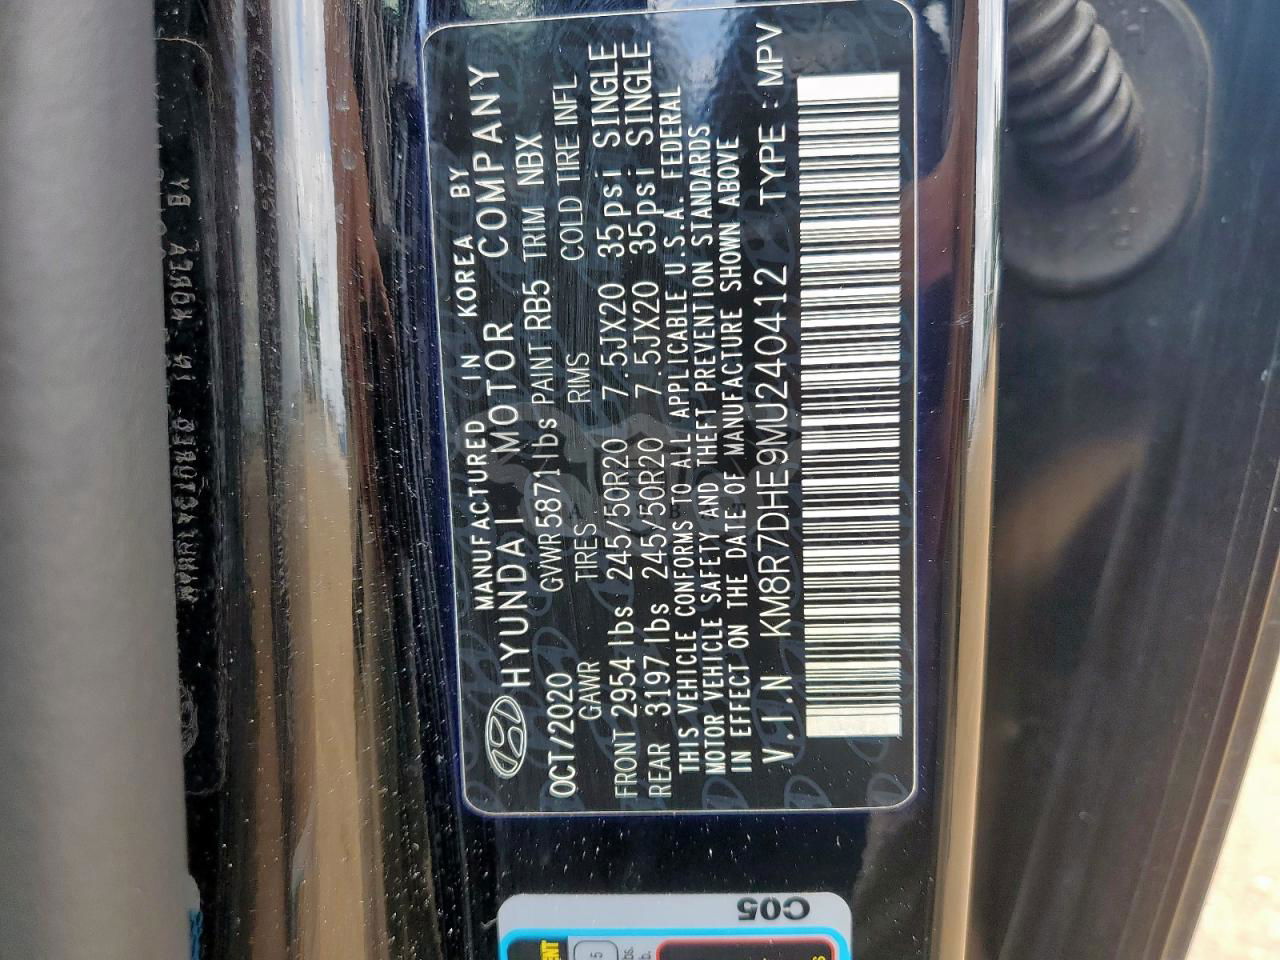 MANUFACTURED IN KOREA BY
HYUNDAI MOTOR COMPANY
OCT/2020 GVWR 5871 lbs PAINT RB5 TRIM NBX
GAWR TIRES RIMS COLD TIRE INFL
FRONT 2954 lbs 245/50R20 7.5JX20 35psi SINGLE
REAR 3197 lbs 245/50R20 7.5JX20 35psi SINGLE
THIS VEHICLE CONFORMS TO ALL APPLICABLE U.S.A. FEDERAL
MOTOR VEHICLE SAFETY AND THEFT PREVENTION STANDARDS
IN EFFECT ON THE DATE OF MANUFACTURE SHOWN ABOVE
V.I.N KM8R7DHE9MU240412 TYPE : MPV
C05